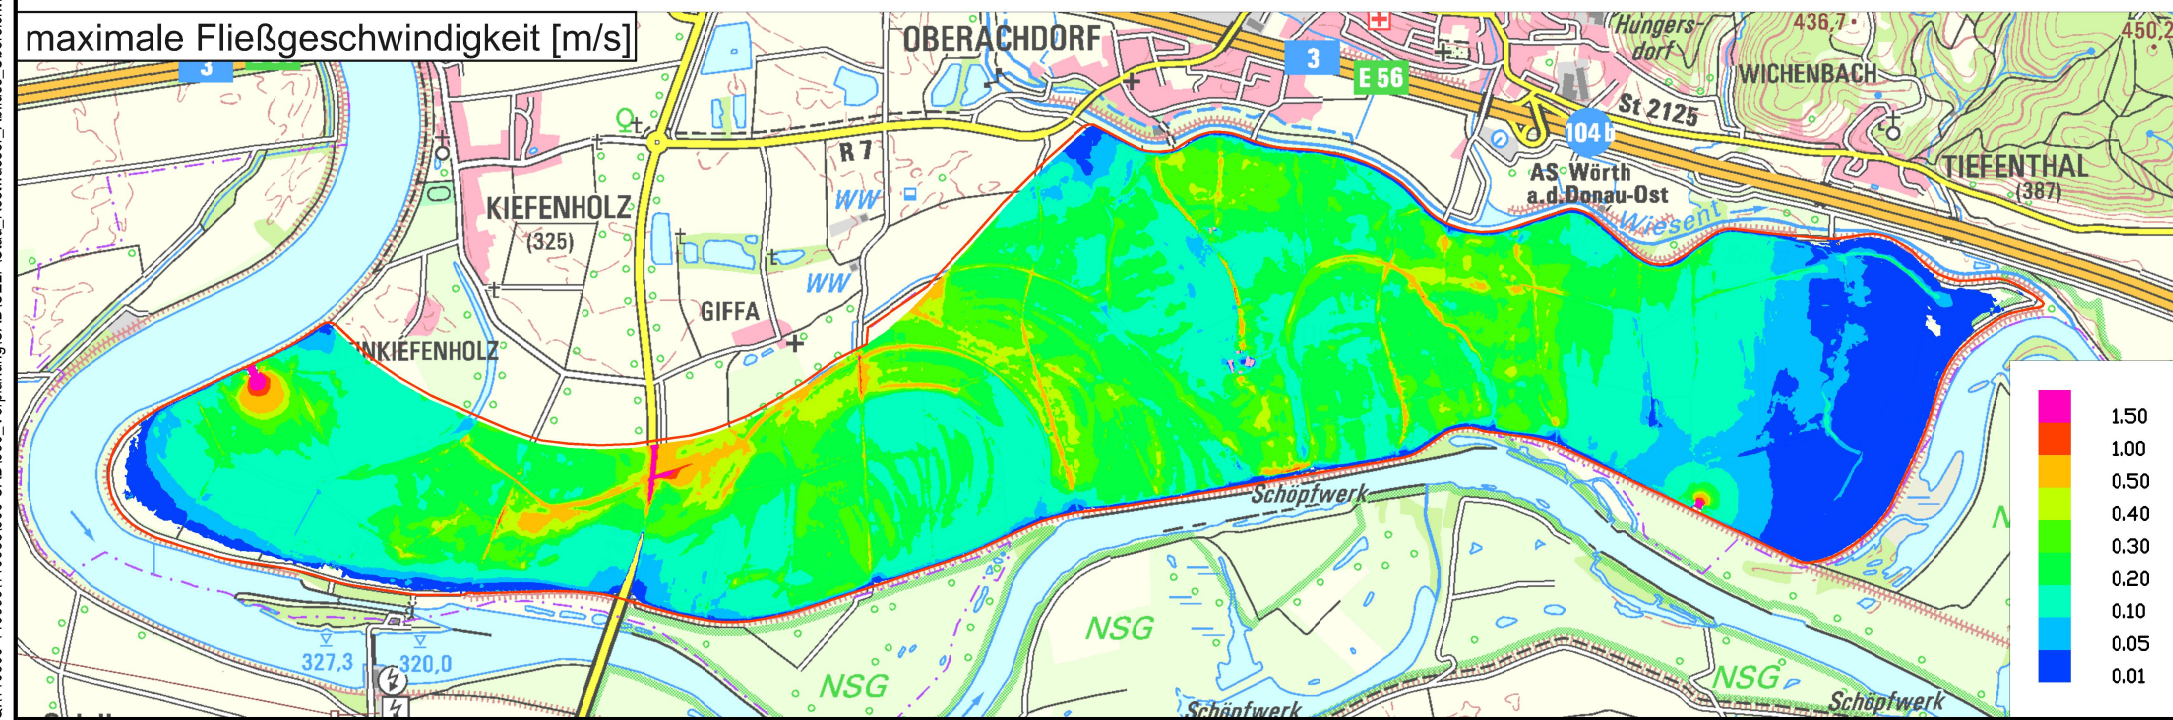 maximale Fließgeschwindigkeit [m/s]
3
OBERACHDORF
3
E 56
Hungers-
dorf
436,7
450,2
WICHENBACH
St 2125
104 b
TIEFENTHAL
(387)
AS Wörth
a.d.Donau-Ost
Wiesent
R 7
KIEFENHOLZ
(325)
WW
WW
GIFFA
NKIEFENHOLZ
Schöpfwerk
327,3
320,0
NSG
NSG
NSG
N
Schöpfwerk
Schöpfwerk
1.50
1.00
0.50
0.40
0.30
0.20
0.10
0.05
0.01